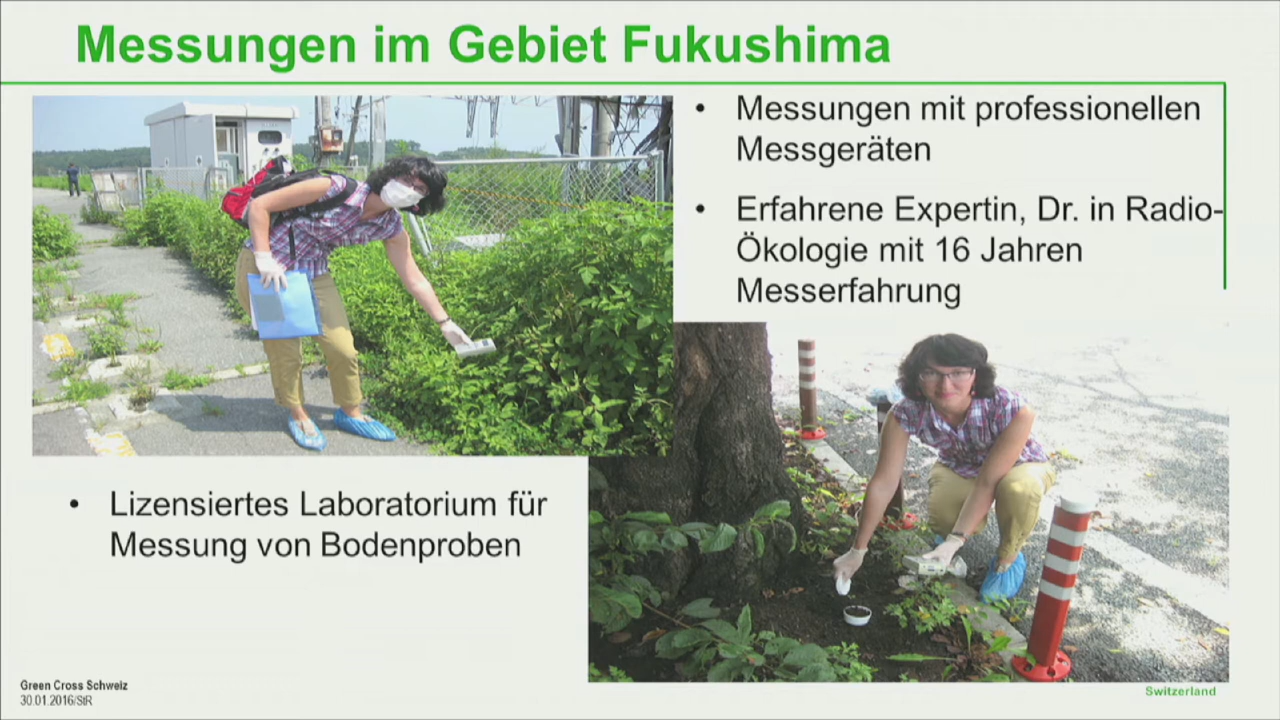 Messungen im Gebiet Fukushima
• Messungen mit professionellen
Messgeräten
• Erfahrene Expertin, Dr. in Radio-
Ökologie mit 16 Jahren
Messerfahrung
• Lizensiertes Laboratorium für
Messung von Bodenproben
Green Cross Schweiz
30.01.2016/StR
Switzerland